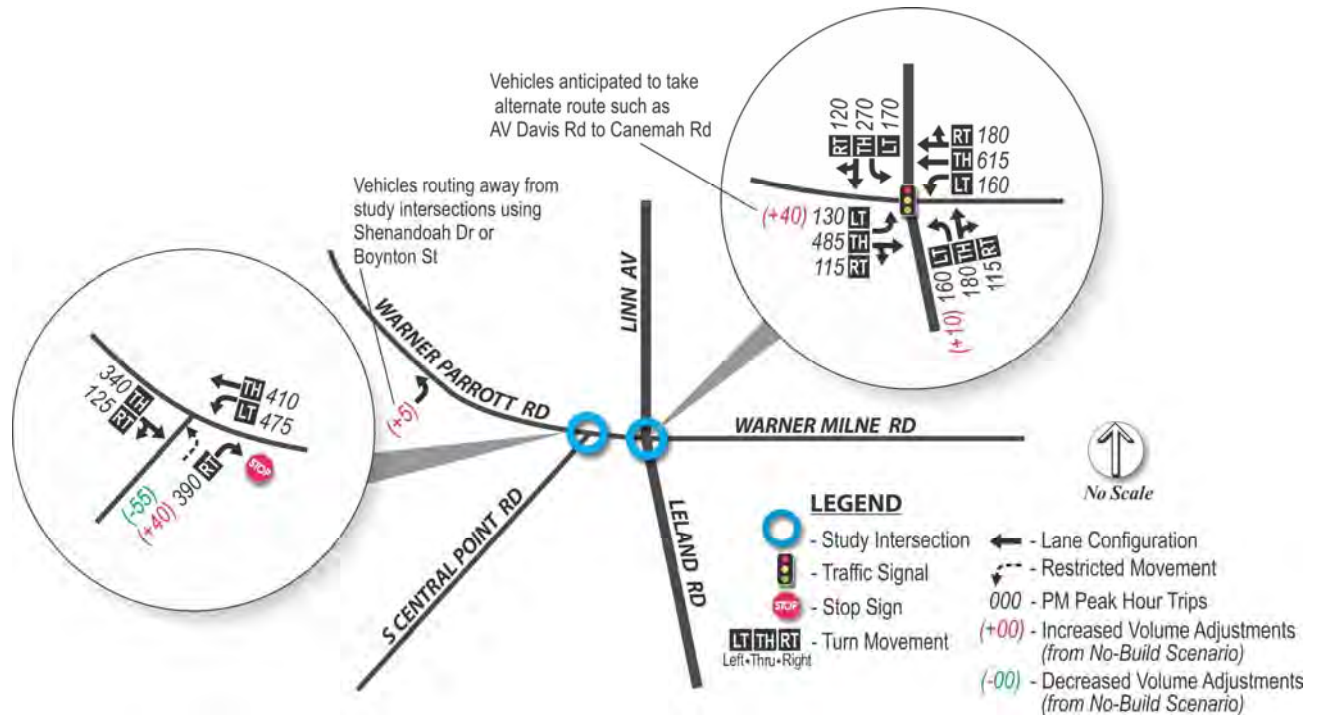 Vehicles anticipated to take
alternate route such as
AV Davis Rd to Canemah Rd
RT 120
TH 270
LT 170
RT 180
TH 615
LT 160
(+40) 130 LT
485 TH
115 RT
(+10) 160 LT
180 TH
115 RT
Vehicles routing away from
study intersections using
Shenandoah Dr or
Boynton St
(+5)
WARNER PARROTT RD
LINN AV
WARNER MILNE RD
S CENTRAL POINT RD
LELAND RD
340 TH
125 RT
TH 410
LT 475
(-55)
(+40) 390 RT
STOP
No Scale
LEGEND
- Study Intersection
- Traffic Signal
STOP - Stop Sign
LT TH RT - Turn Movement
Left•Thru•Right
- Lane Configuration
- Restricted Movement
000 - PM Peak Hour Trips
(+00) - Increased Volume Adjustments
(from No-Build Scenario)
(-00) - Decreased Volume Adjustments
(from No-Build Scenario)